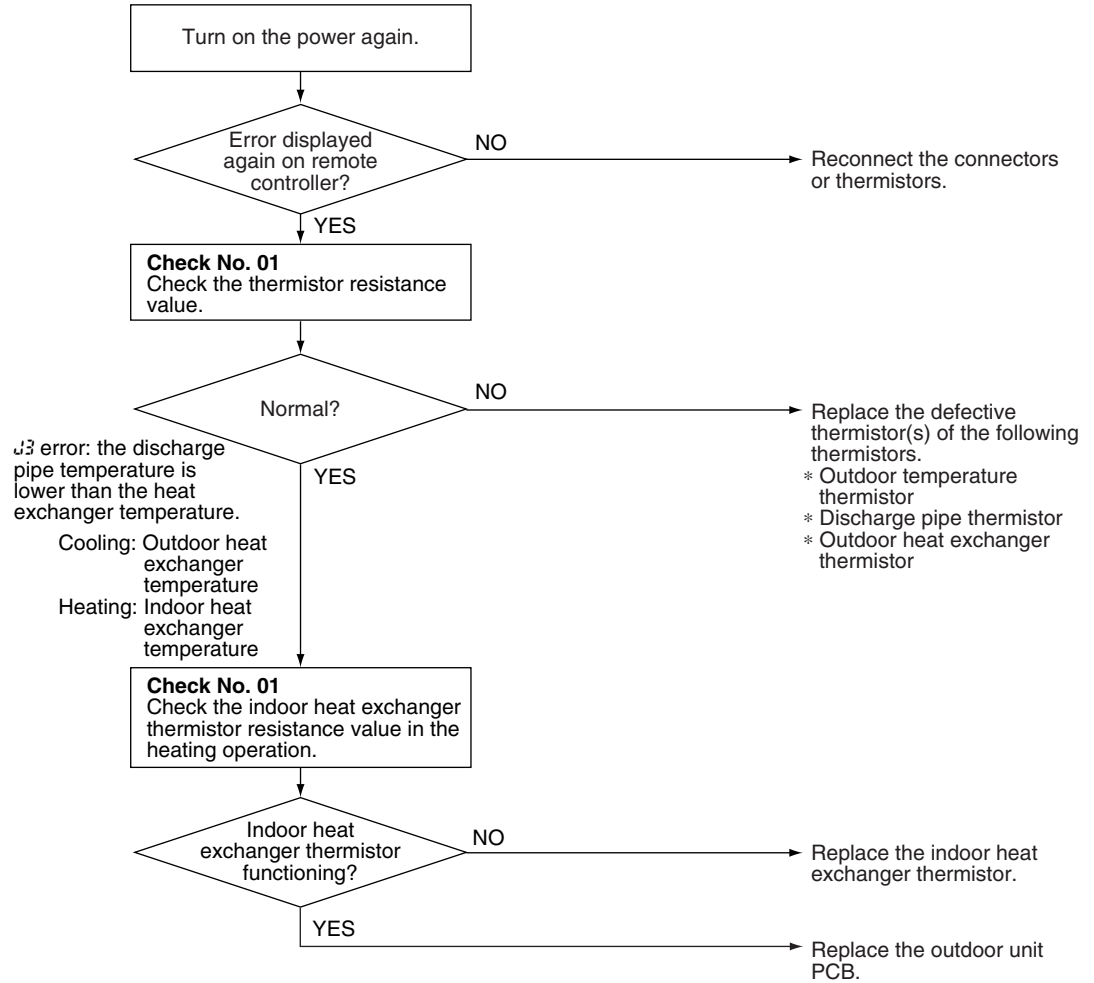 Turn on the power again.
Error displayed
again on remote
controller?
NO
Reconnect the connectors
or thermistors.
YES
Check No. 01
Check the thermistor resistance
value.
Normal?
NO
Replace the defective
thermistor(s) of the following
thermistors.
∗ Outdoor temperature
thermistor
∗ Discharge pipe thermistor
∗ Outdoor heat exchanger
thermistor
YES
J3 error: the discharge
pipe temperature is
lower than the heat
exchanger temperature.
Cooling: Outdoor heat
exchanger
temperature
Heating: Indoor heat
exchanger
temperature
Check No. 01
Check the indoor heat exchanger
thermistor resistance value in the
heating operation.
Indoor heat
exchanger thermistor
functioning?
NO
Replace the indoor heat
exchanger thermistor.
YES
Replace the outdoor unit
PCB.